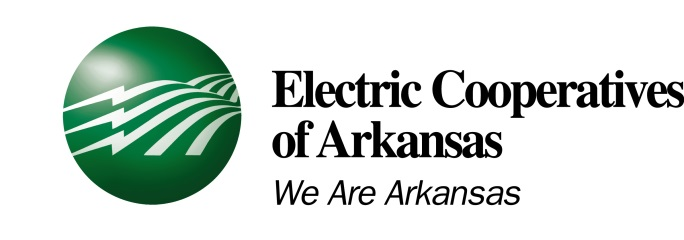 Electric Cooperatives
of Arkansas
We Are Arkansas